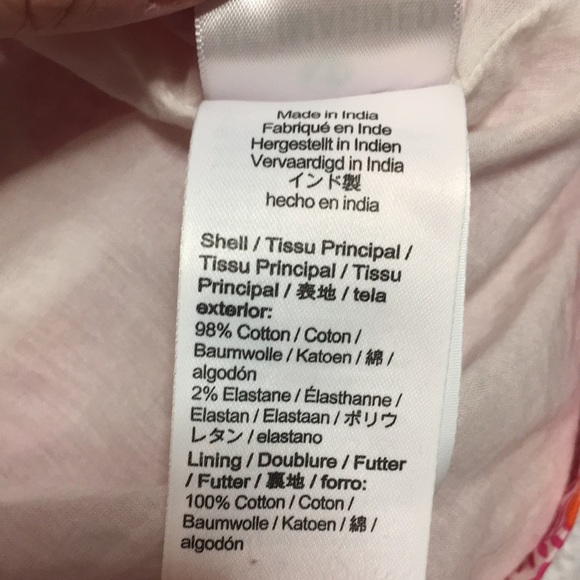 Made in India
Fabriqué en Inde
Hergestellt in Indien
Vervaardigd in India
インド製
hecho en india
Shell / Tissu Principal /
Tissu Principal / Tissu
Principal / 表地 / tela
exterior:
98% Cotton / Coton /
Baumwolle / Katoen / 綿 /
algodón
2% Elastane / Élasthanne /
Elastan / Elastaan / ポリウ
レタン / elastano
Lining / Doublure / Futter
/ Futter / 裏地 / forro:
100% Cotton / Coton /
Baumwolle / Katoen / 綿 /
algodón